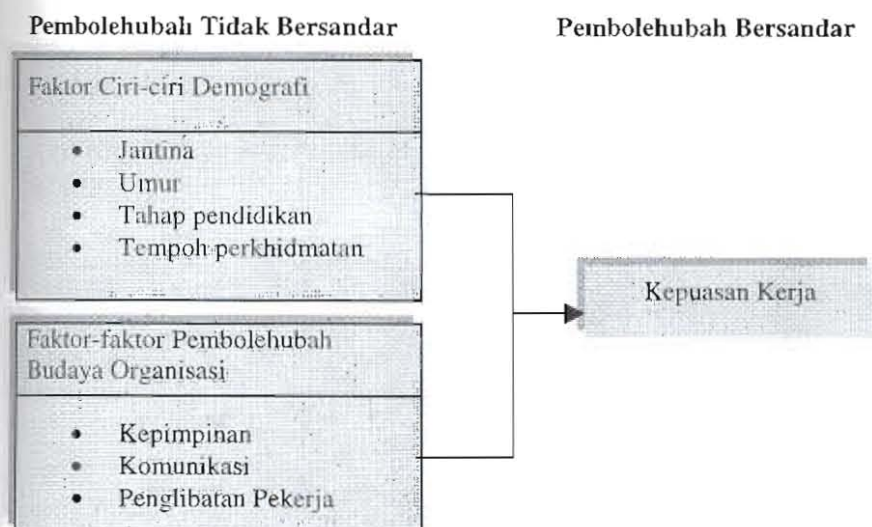 Pembolehubah Tidak Bersandar
Pembolehubah Bersandar
Faktor Ciri-ciri Demografi
• Jantina
• Umur
• Tahap pendidikan
• Tempoh perkhidmatan
Kepuasan Kerja
Faktor-faktor Pembolehubah
Budaya Organisasi
• Kepimpinan
• Komunikasi
• Penglibatan Pekerja